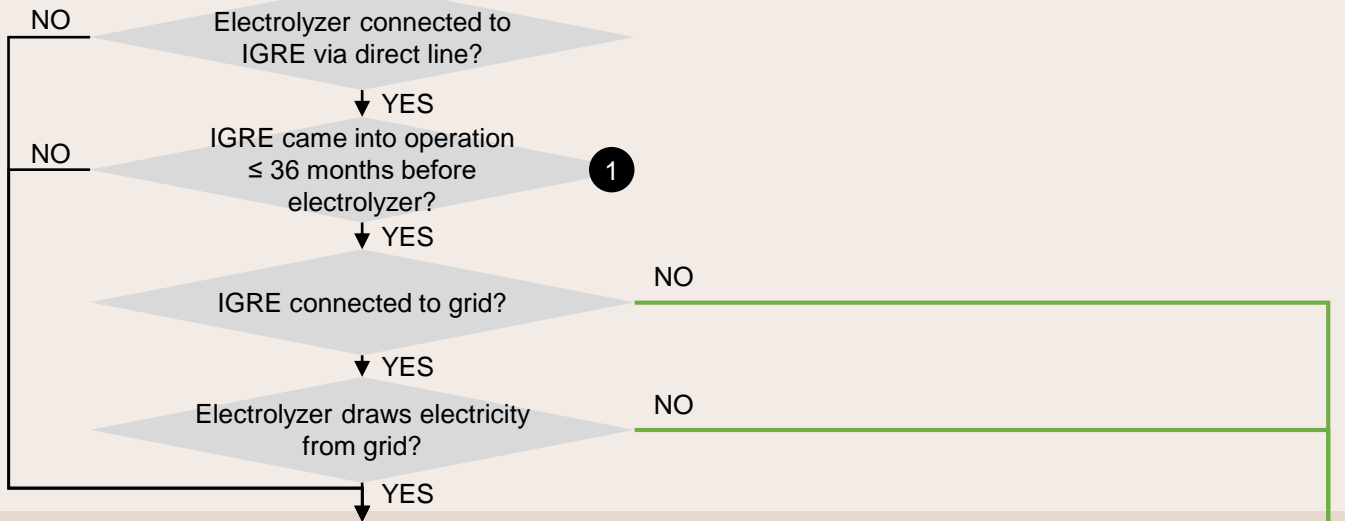 NO
Electrolyzer connected to
IGRE via direct line?
YES
NO
IGRE came into operation
≤ 36 months before
electrolyzer?
1
YES
IGRE connected to grid?
NO
YES
Electrolyzer draws electricity
from grid?
NO
YES